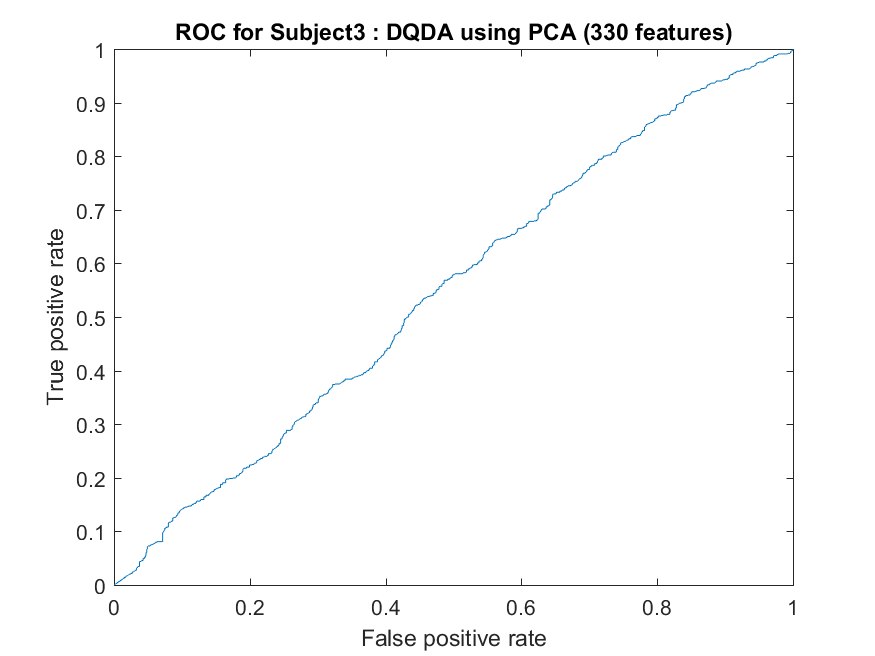 ROC for Subject3 : DQDA using PCA (330 features)
1
0.9
0.8
0.7
0.6
0.5
0.4
0.3
0.2
0.1
0
True positive rate
0 0.2 0.4 0.6 0.8 1
False positive rate